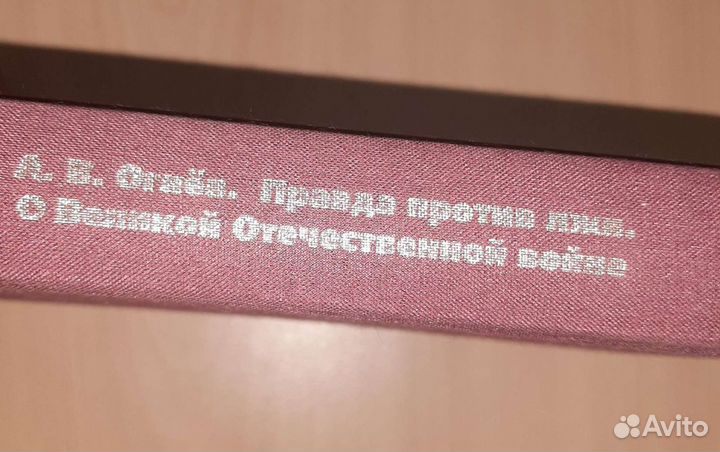 А. В. Огнёв. Правда против лжи.
О Великой Отечественной войне
Avito